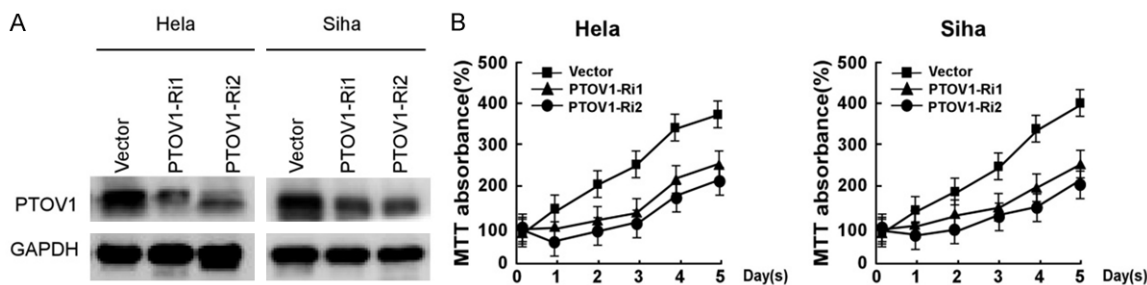 A
Hela
Siha
Vector
PTOV1-Ri1
PTOV1-Ri2
Vector
PTOV1-Ri1
PTOV1-Ri2
PTOV1
GAPDH
B
Hela
MTT absorbance(%)
500
400
300
200
100
0
0 1 2 3 4 5 Day(s)
Vector
PTOV1-Ri1
PTOV1-Ri2
Siha
MTT absorbance(%)
500
400
300
200
100
0
0 1 2 3 4 5 Day(s)
Vector
PTOV1-Ri1
PTOV1-Ri2